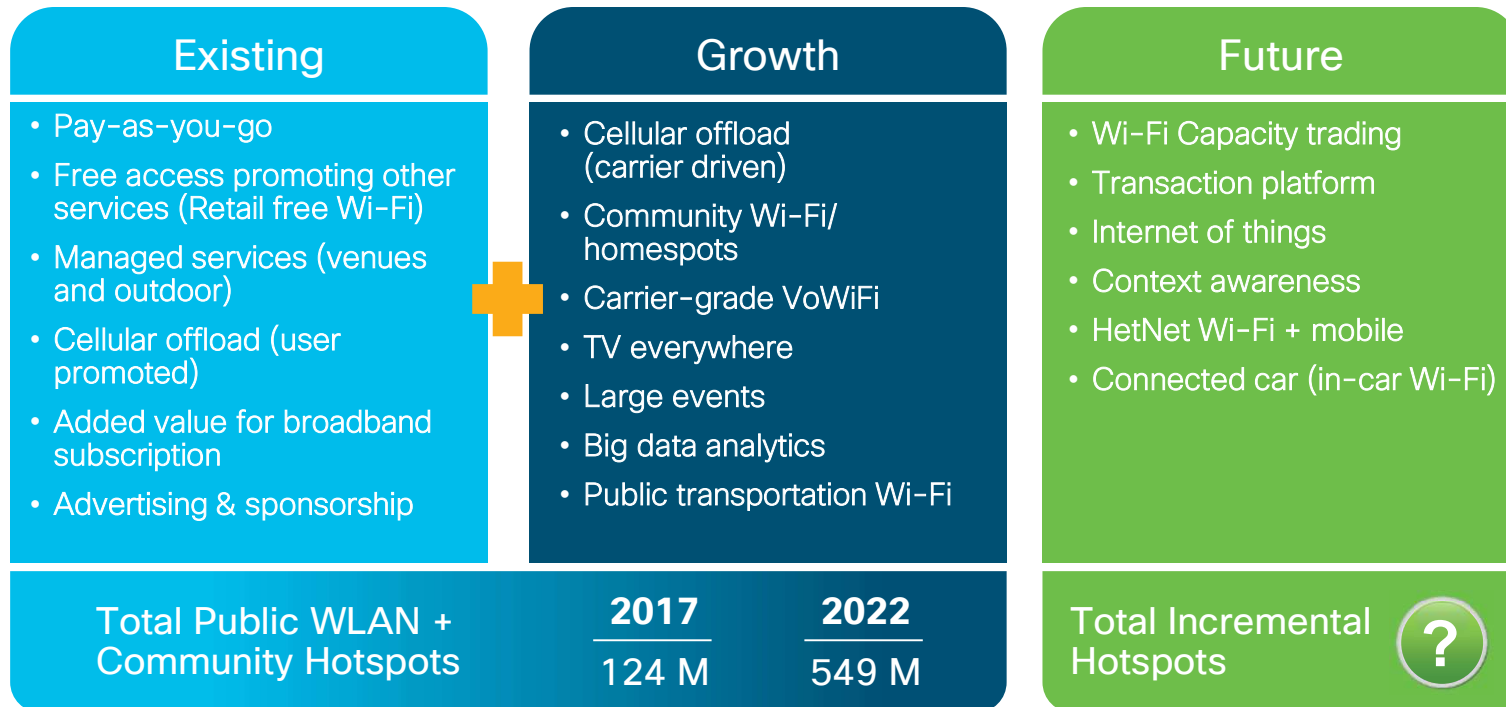 Existing
• Pay-as-you-go
• Free access promoting other
services (Retail free Wi-Fi)
• Managed services (venues
and outdoor)
• Cellular offload (user
promoted)
• Added value for broadband
subscription
• Advertising & sponsorship
Growth
• Cellular offload
(carrier driven)
• Community Wi-Fi/
homespots
• Carrier-grade VoWiFi
• TV everywhere
• Large events
• Big data analytics
• Public transportation Wi-Fi
Future
• Wi-Fi Capacity trading
• Transaction platform
• Internet of things
• Context awareness
• HetNet Wi-Fi + mobile
• Connected car (in-car Wi-Fi)
Total Public WLAN +
Community Hotspots
2017
124 M
2022
549 M
Total Incremental
Hotspots
?